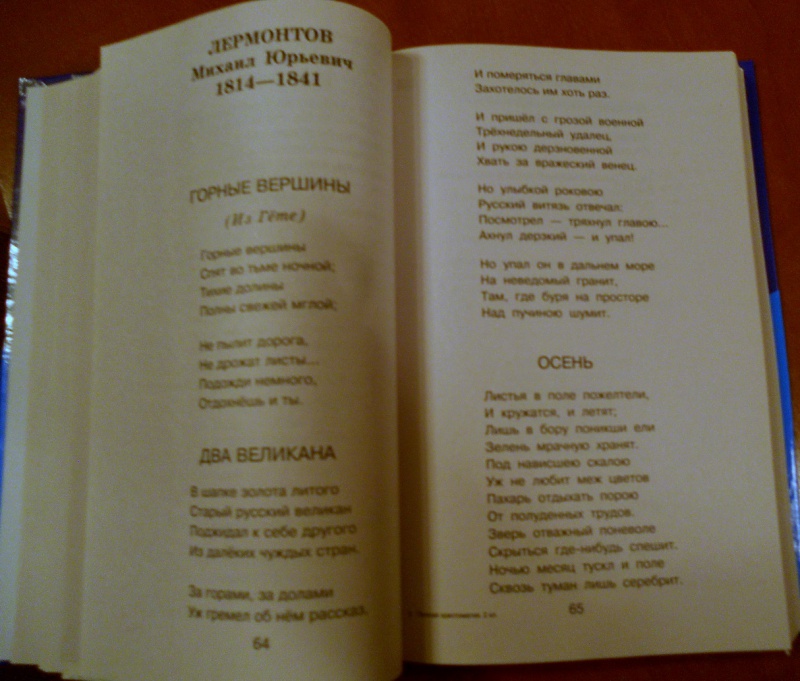 ЛЕРМОНТОВ
Михаил Юрьевич
1814—1841
ГОРНЫЕ ВЕРШИНЫ
(Из Гёте)
Горные вершины
Спят во тьме ночной;
Тихие долины
Полны свежей мглой;
Не пылит дорога,
Не дрожат листы...
Подожди немного,
Отдохнёшь и ты.
ДВА ВЕЛИКАНА
В шапке золота литого
Старый русский великан
Поджидал к себе другого
Из далёких чуждых стран.
За горами, за долами
Уж гремел об нём рассказ,
64
И померяться главами
Захотелось им хоть раз.
И пришёл с грозой военной
Трёхнедельный удалец,
И рукою дерзновенной
Хвать за вражеский венец.
Но улыбкой роковою
Русский витязь отвечал:
Посмотрел — тряхнул главою...
Ахнул дерзкий — и упал!
Но упал он в дальнем море
На неведомый гранит,
Там, где буря на просторе
Над пучиною шумит.
ОСЕНЬ
Листья в поле пожелтели,
И кружатся, и летят;
Лишь в бору поникши ели
Зелень мрачную хранят.
Под нависшею скалою
Уж не любит меж цветов
Пахарь отдыхать порою
От полуденных трудов.
Зверь отважный поневоле
Скрыться где-нибудь спешит.
Ночью месяц тускл и поле
Сквозь туман лишь серебрит.
хрестоматия 2 кл.
65